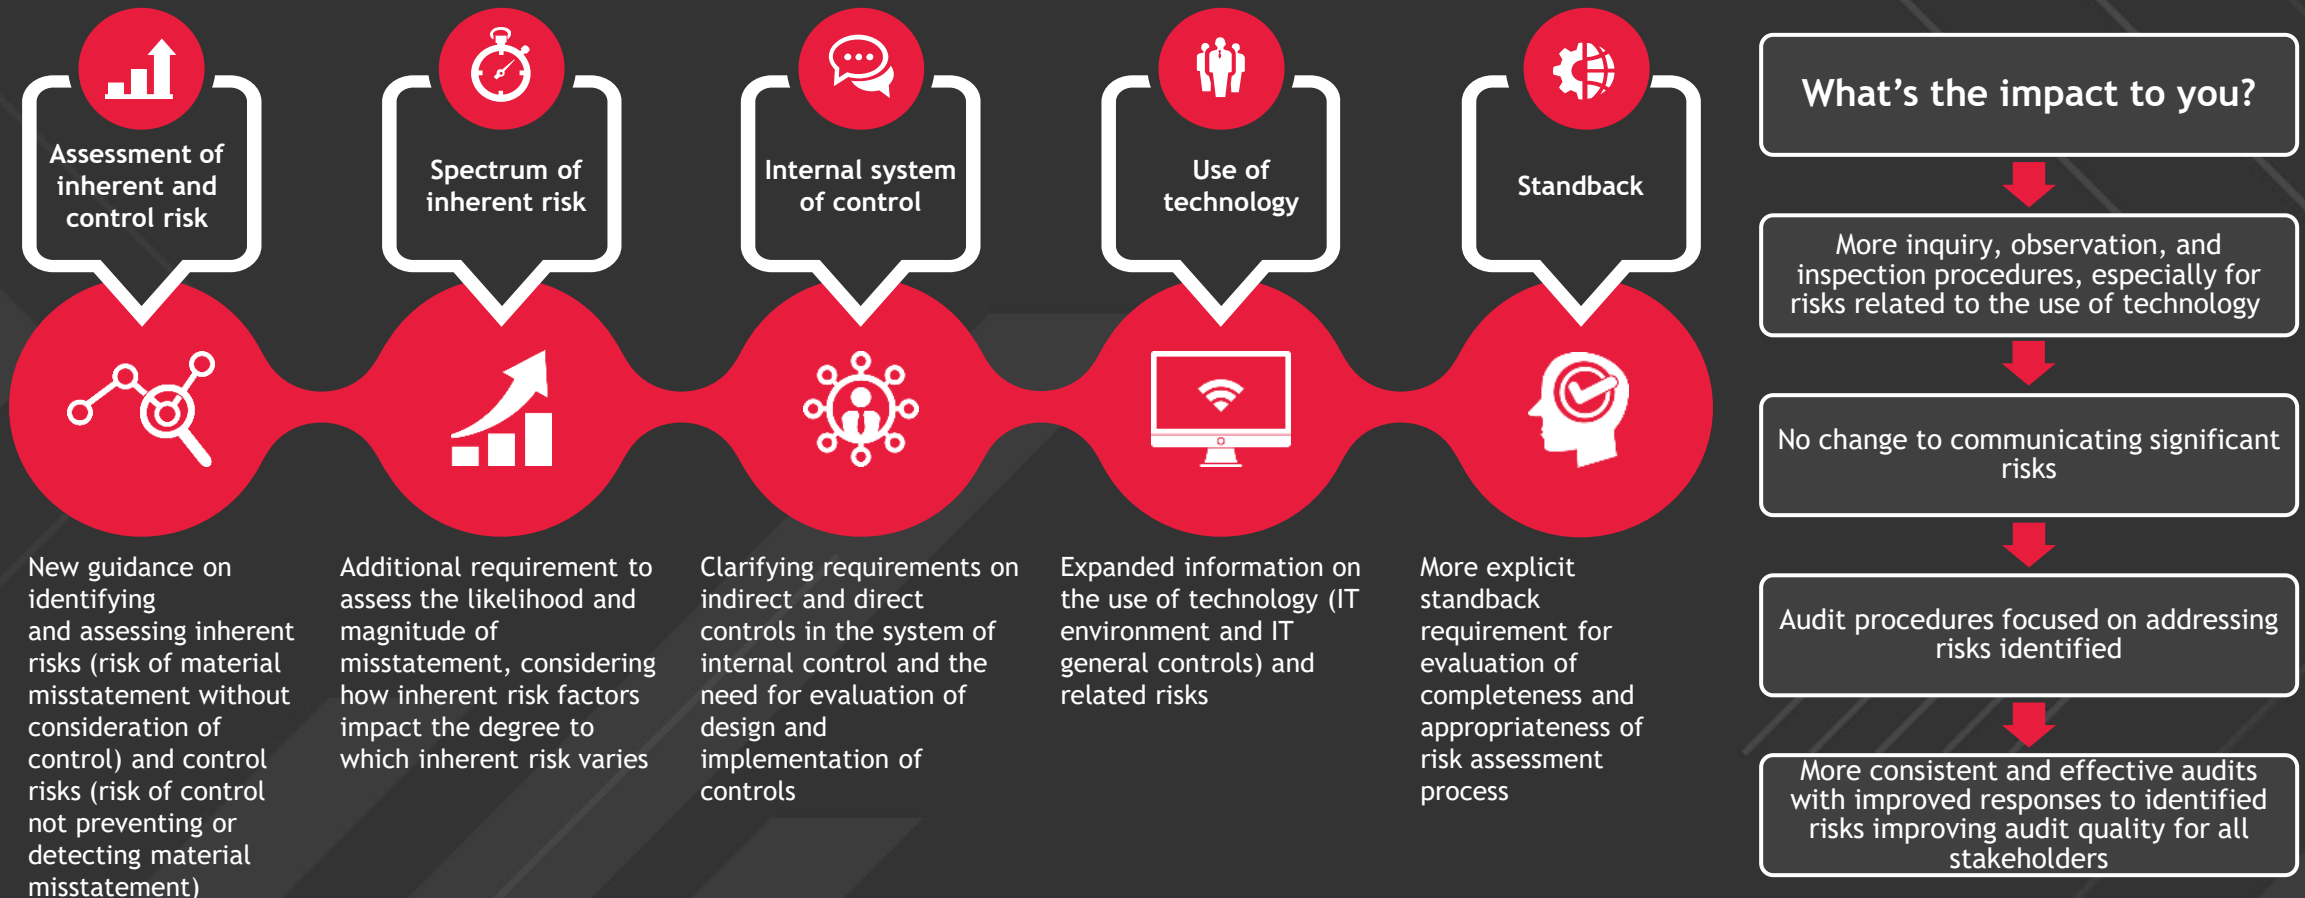 Assessment of
inherent and
control risk
New guidance on
identifying
and assessing inherent
risks (risk of material
misstatement without
consideration of
control) and control
risks (risk of control
not preventing or
detecting material
misstatement)
Spectrum of
inherent risk
Additional requirement to
assess the likelihood and
magnitude of
misstatement, considering
how inherent risk factors
impact the degree to
which inherent risk varies
Internal system
of control
Clarifying requirements on
indirect and direct
controls in the system of
internal control and the
need for evaluation of
design and
implementation of
controls
Use of
technology
Expanded information on
the use of technology (IT
environment and IT
general controls) and
related risks
Standback
More explicit
standback
requirement for
evaluation of
completeness and
appropriateness of
risk assessment
process
What's the impact to you?
More inquiry, observation, and
inspection procedures, especially for
risks related to the use of technology
No change to communicating significant
risks
Audit procedures focused on addressing
risks identified
More consistent and effective audits
with improved responses to identified
risks improving audit quality for all
stakeholders